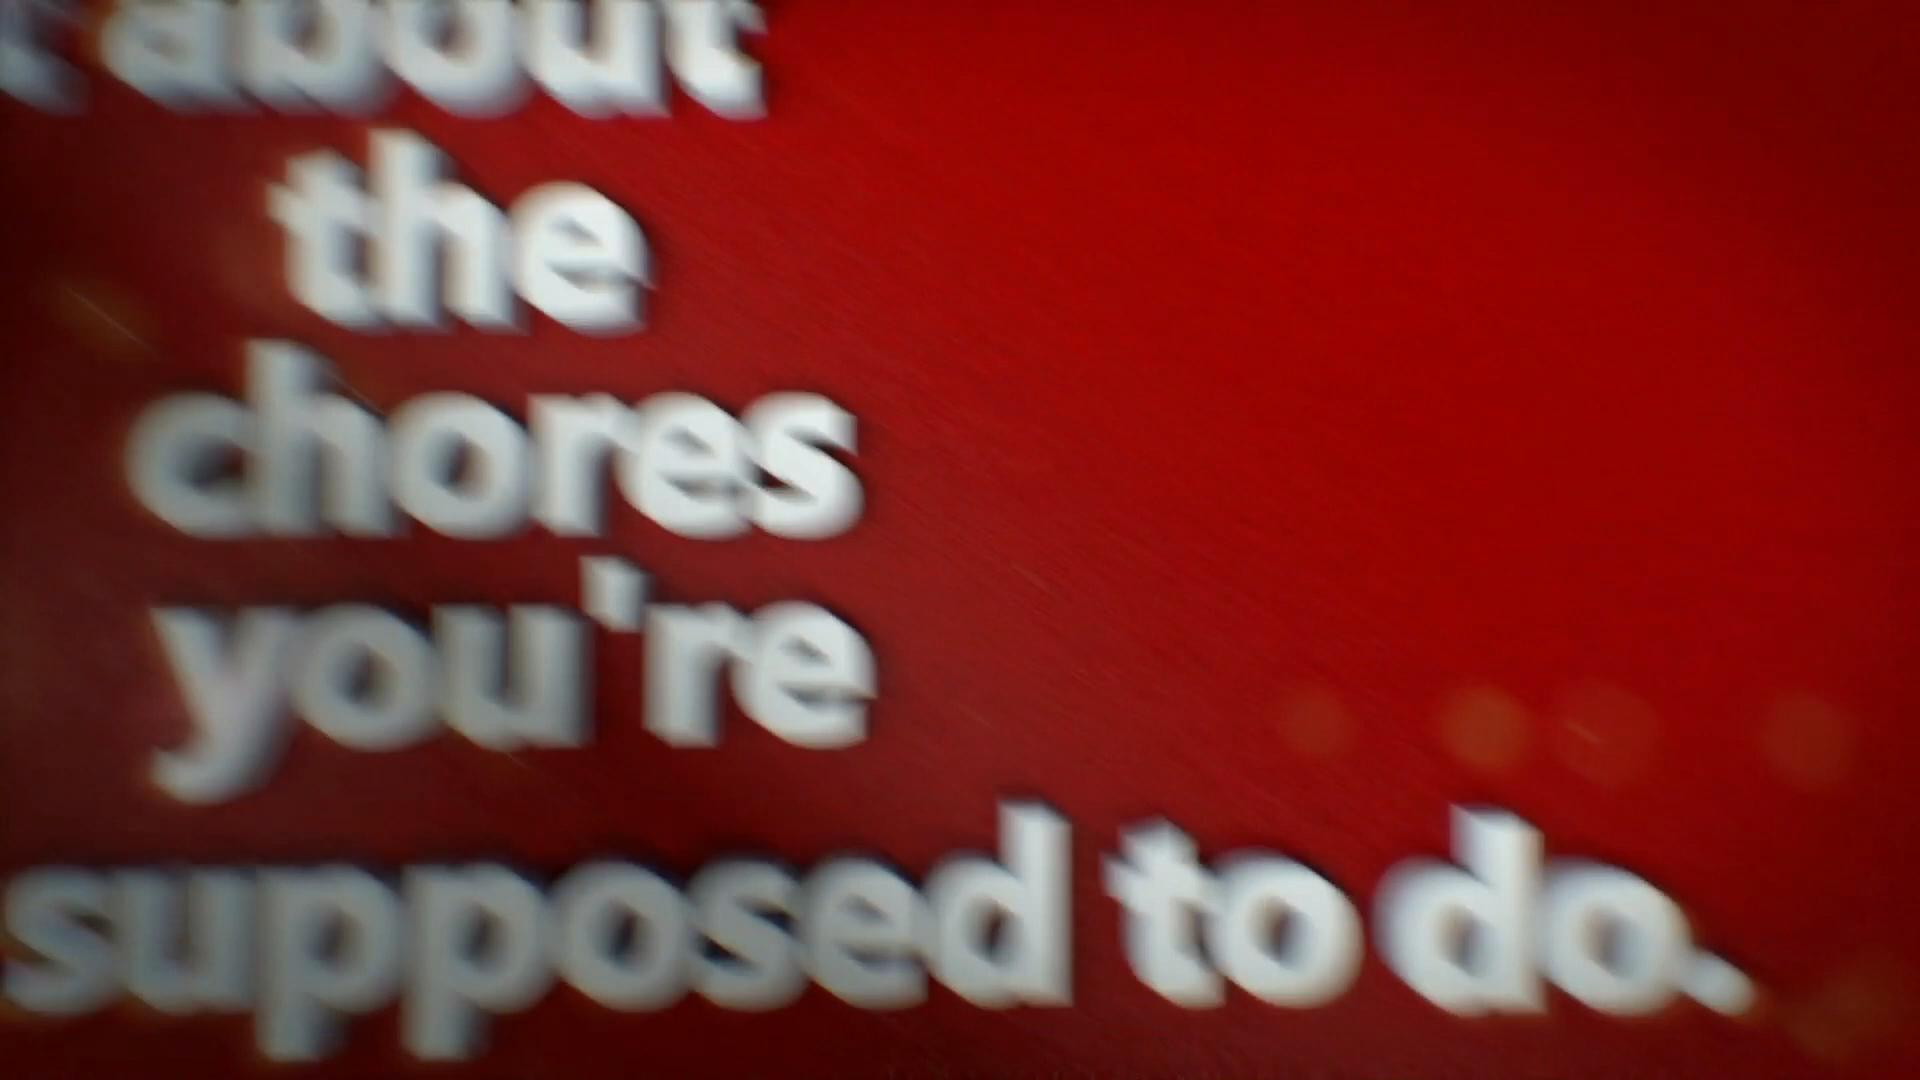 about
the
chores
you're
supposed to do.